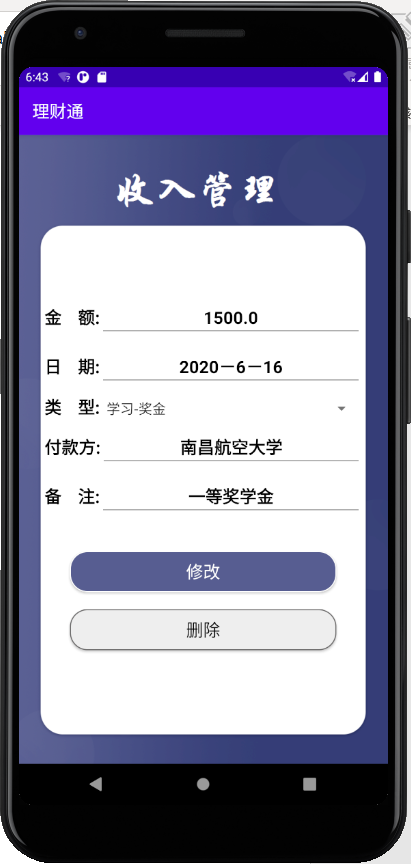 6:43
理财通
收入管理
金 额: 1500.0
日 期: 2020－6－16
类 型: 学习-奖金
付款方: 南昌航空大学
备 注: 一等奖学金
修改
删除